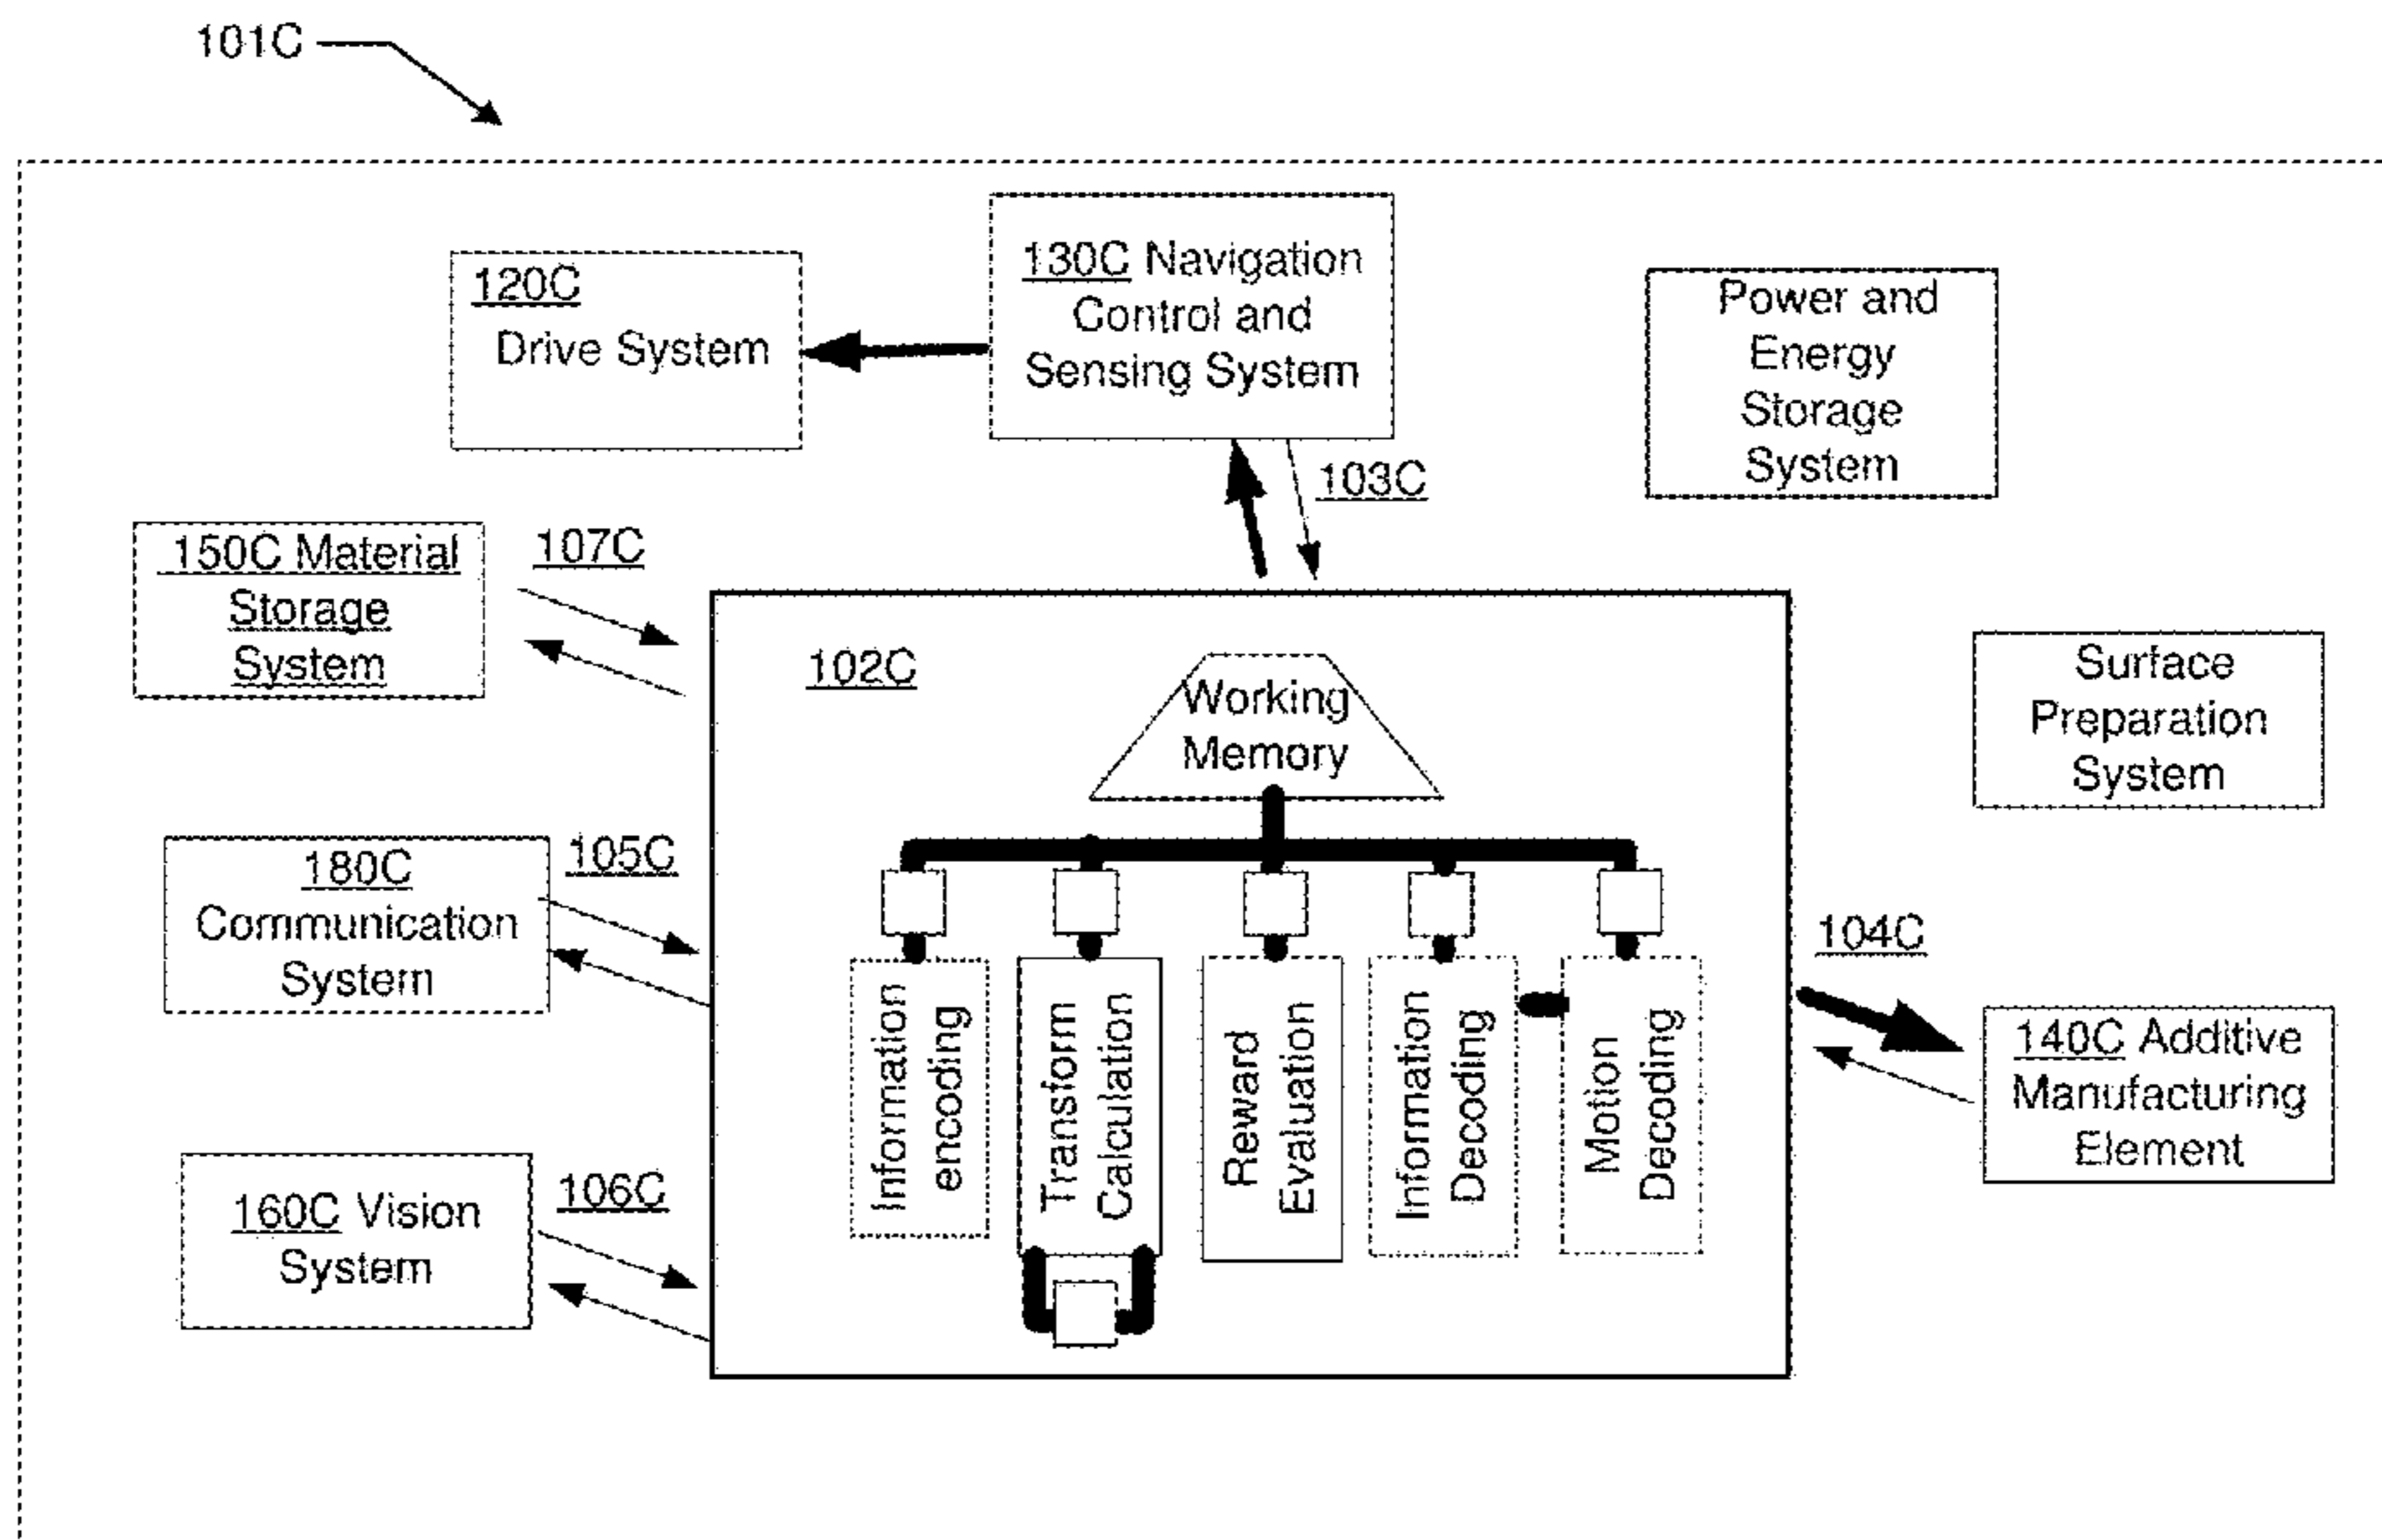 101C
120C
Drive System
130C Navigation
Control and
Sensing System
Power and
Energy
Storage
System
103C
150C Material
Storage
System
107C
102C
Working
Memory
Surface
Preparation
System
180C
Communication
System
105C
104C
Information
encoding
Transform
Calculation
Reward
Evaluation
Information
Decoding
Motion
Decoding
140C Additive
Manufacturing
Element
160C Vision
System
106C